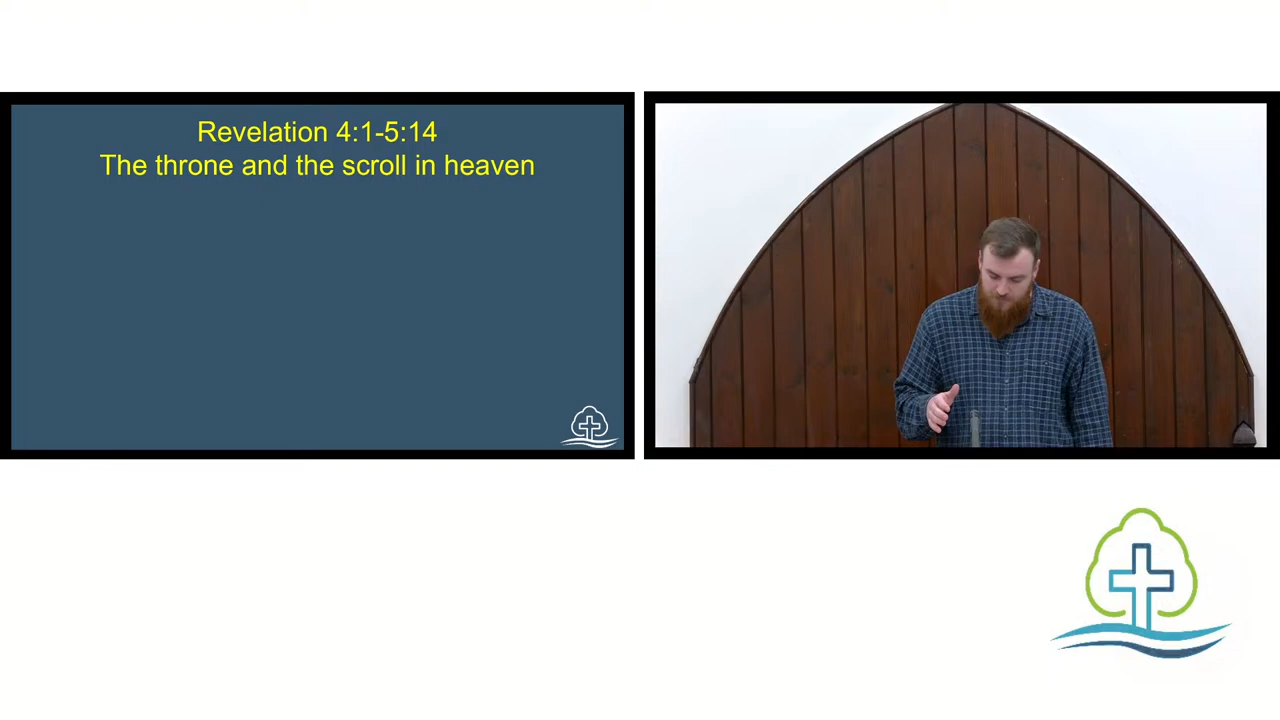 Revelation 4:1-5:14
The throne and the scroll in heaven